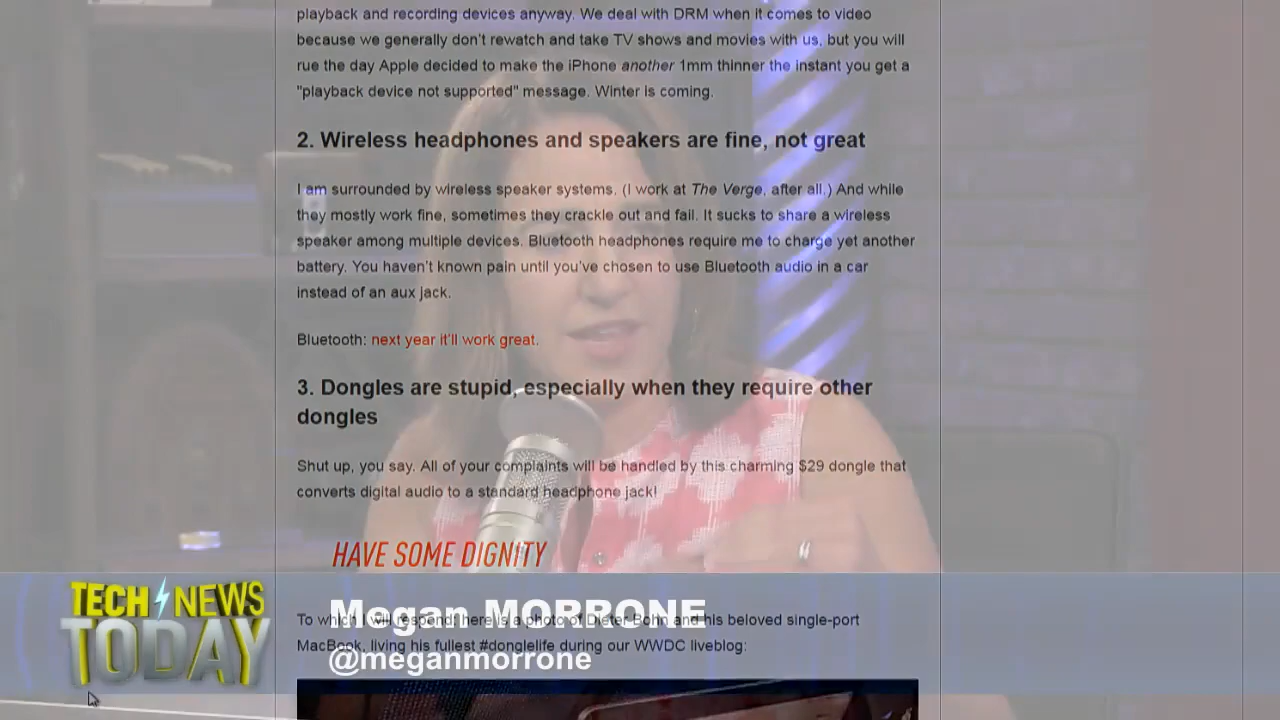 playback and recording devices anyway. We deal with DRM when it comes to video
because we generally don't rewatch and take TV shows and movies with us, but you will
rue the day Apple decided to make the iPhone another 1mm thinner the instant you get a
"playback device not supported" message. Winter is coming.
2. Wireless headphones and speakers are fine, not great
I am surrounded by wireless speaker systems. (I work at The Verge, after all.) And while
they mostly work fine, sometimes they crackle out and fail. It sucks to share a wireless
speaker among multiple devices. Bluetooth headphones require me to charge yet another
battery. You haven't known pain until you've chosen to use Bluetooth audio in a car
instead of an aux jack.
Bluetooth: next year it'll work great.
3. Dongles are stupid, especially when they require other
dongles
Shut up, you say. All of your complaints will be handled by this charming $29 dongle that
converts digital audio to a standard headphone jack!
HAVE SOME DIGNITY
To which I will respond: here is a photo of Dieter Bohn and his beloved single-port
MacBook, living his fullest #donglelife during our WWDC liveblog:
TECH NEWS
TODAY
Megan MORRONE
@meganmorrone